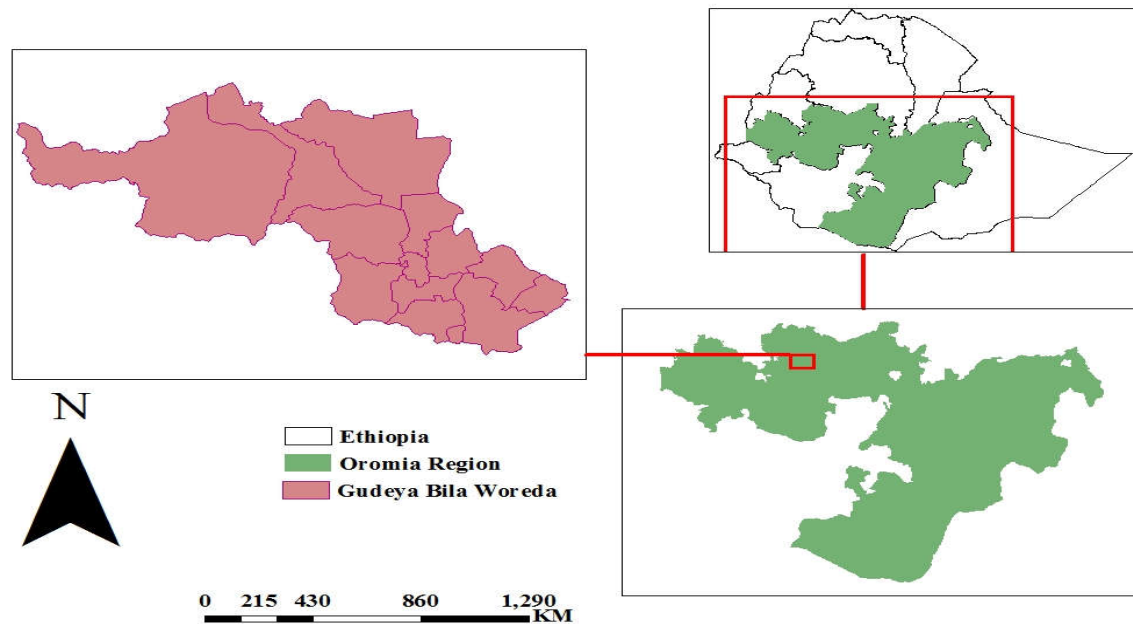 N
Ethiopia
Oromia Region
Gudeya Bila Woreda
0 215 430 860 1,290
KM